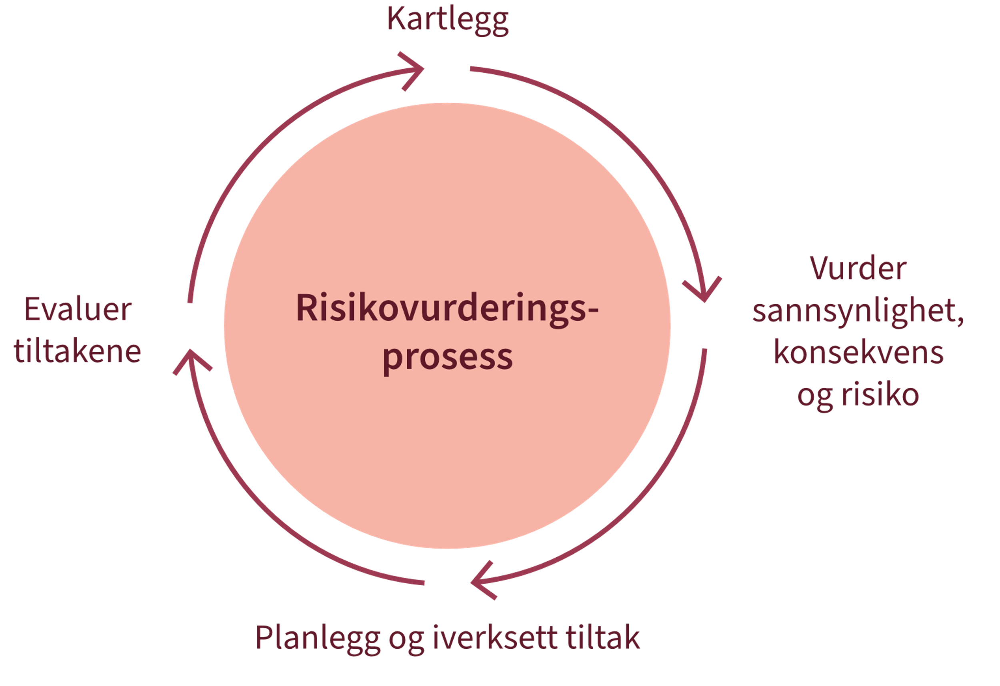 Kartlegg
Vurder
sannsynlighet,
konsekvens
og risiko
Planlegg og iverksett tiltak
Evaluer
tiltakene
Risikovurderings-
prosess